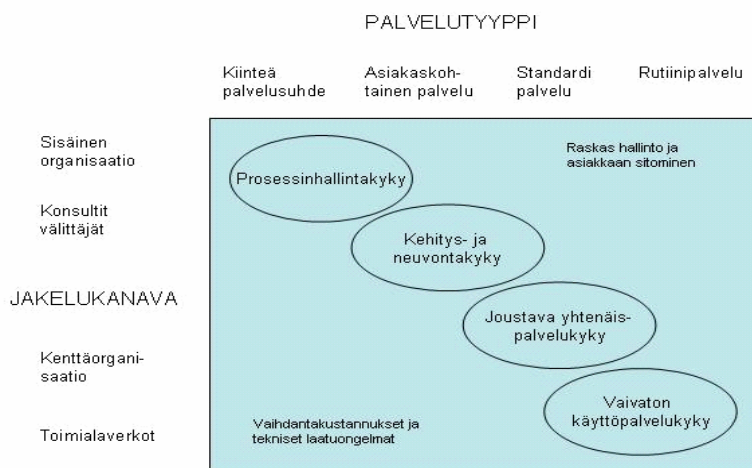 PALVELUTYYPPI
Kiinteä
palvelusuhde
Asiakaskoh-
tainen palvelu
Standardi
palvelu
Rutiinipalvelu
Sisäinen
organisaatio
Prosessinhallintakyky
Raskas hallinto ja
asiakkaan sitominen
Konsultit
välittäjät
Kehitys- ja
neuvontakyky
JAKELUKANAVA
Joustava yhtenäis-
palvelukyky
Kenttäorgani-
saatio
Vaivaton
käyttöpalvelukyky
Toimialaverkot
Vaihdantakustannukset ja
tekniset laatuongelmat